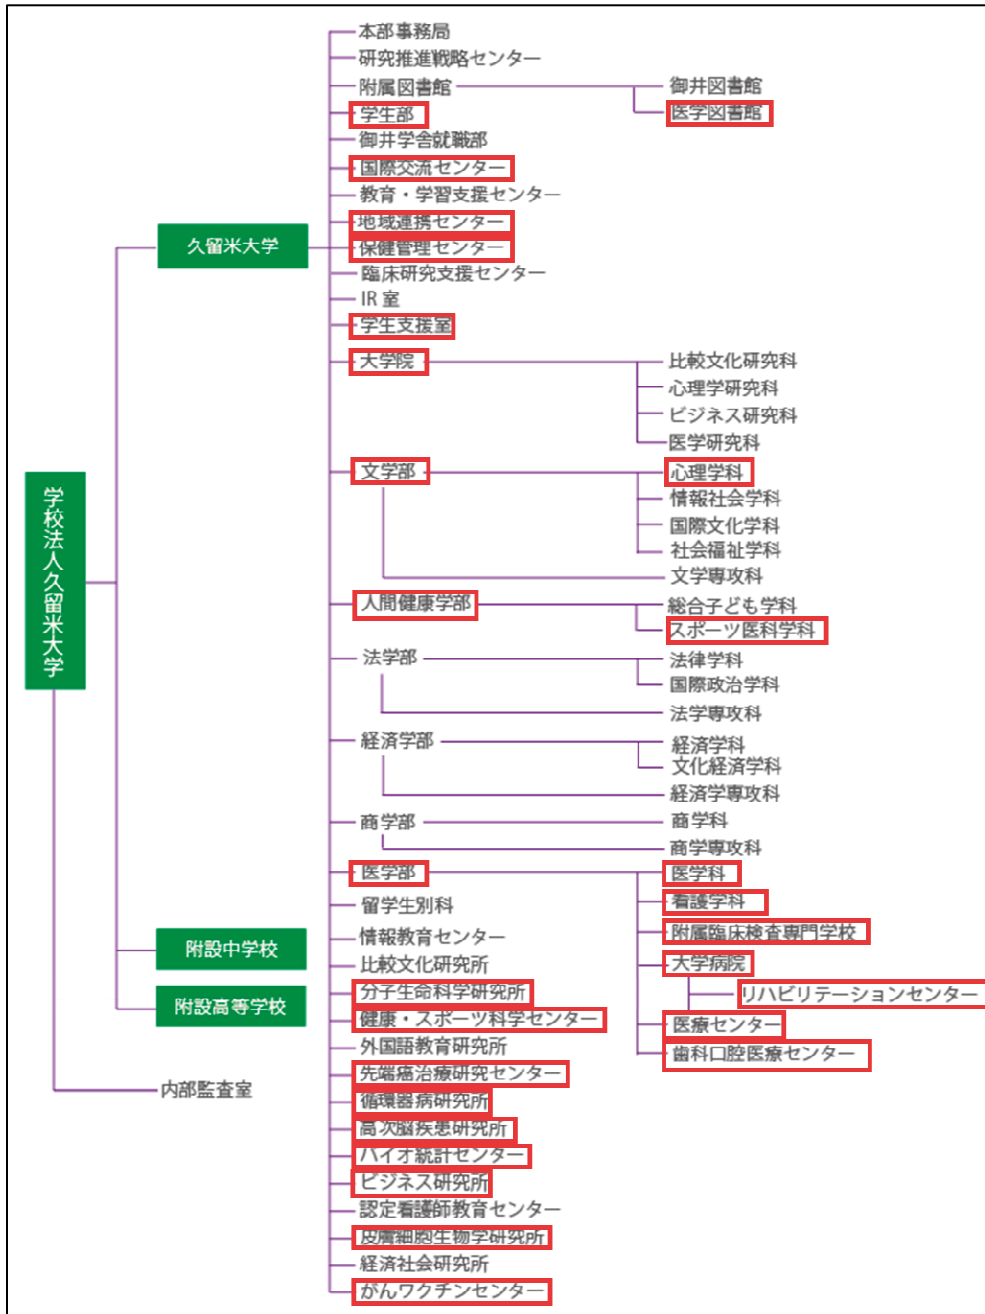 本部事務局
研究推進戦略センター
附属図書館
御井図書館
医学図書館
学生部
御井学舎就職部
国際交流センター
教育・学習支援センター
地域連携センター
久留米大学
保健管理センター
臨床研究支援センター
IR 室
学生支援室
大学院
比較文化研究科
心理学研究科
ビジネス研究科
医学研究科
文学部
心理学科
情報社会学科
国際文化学科
社会福祉学科
文学専攻科
学校法人久留米大学
人間健康学部
総合子ども学科
スポーツ医科学科
法学部
法律学科
国際政治学科
法学専攻科
経済学部
経済学科
文化経済学科
経済学専攻科
商学部
商学科
商学専攻科
医学部
医学科
看護学科
附属臨床検査専門学校
大学病院
リハビリテーションセンター
医療センター
歯科口腔医療センター
留学生別科
情報教育センター
附設中学校
比較文化研究所
分子生命科学研究所
附設高等学校
健康・スポーツ科学センター
外国語教育研究所
先端癌治療研究センター
内部監査室
循環器病研究所
高次脳疾患研究所
バイオ統計センター
ビジネス研究所
認定看護師教育センター
皮膚細胞生物学研究所
経済社会研究所
がんワクチンセンター